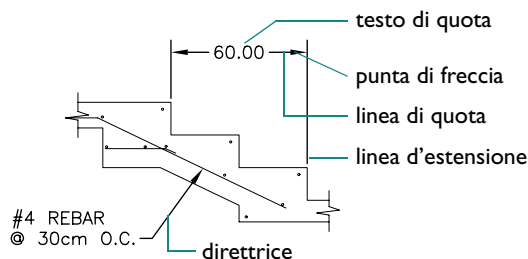 testo di quota
60.00
punta di freccia
linea di quota
linea d'estensione
#4 REBAR
@ 30cm O.C.
direttrice